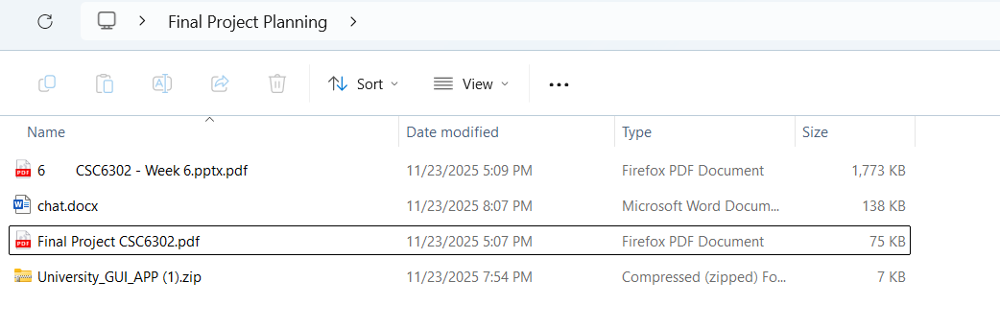 Final Project Planning
Sort View
Name Date modified Type Size
PDF 6 CSC6302 - Week 6.pptx.pdf 11/23/2025 5:09 PM Firefox PDF Document 1,773 KB
W chat.docx 11/23/2025 8:07 PM Microsoft Word Docum... 138 KB
PDF Final Project CSC6302.pdf 11/23/2025 5:07 PM Firefox PDF Document 75 KB
University_GUI_APP (1).zip 11/23/2025 7:54 PM Compressed (zipped) Fo... 7 KB